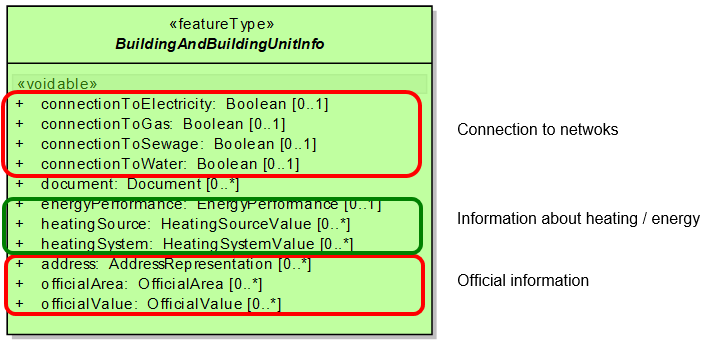 «featureType»
BuildingAndBuildingUnitInfo
«voidable»
+ connectionToElectricity: Boolean [0..1]
+ connectionToGas: Boolean [0..1]
+ connectionToSewage: Boolean [0..1]
+ connectionToWater: Boolean [0..1]
+ document: Document [0..*]
+ energyPerformance: EnergyPerformance [0..1]
+ heatingSource: HeatingSourceValue [0..*]
+ heatingSystem: HeatingSystemValue [0..*]
+ address: AddressRepresentation [0..*]
+ officialArea: OfficialArea [0..*]
+ officialValue: OfficialValue [0..*]
Connection to netwoks
Information about heating / energy
Official information